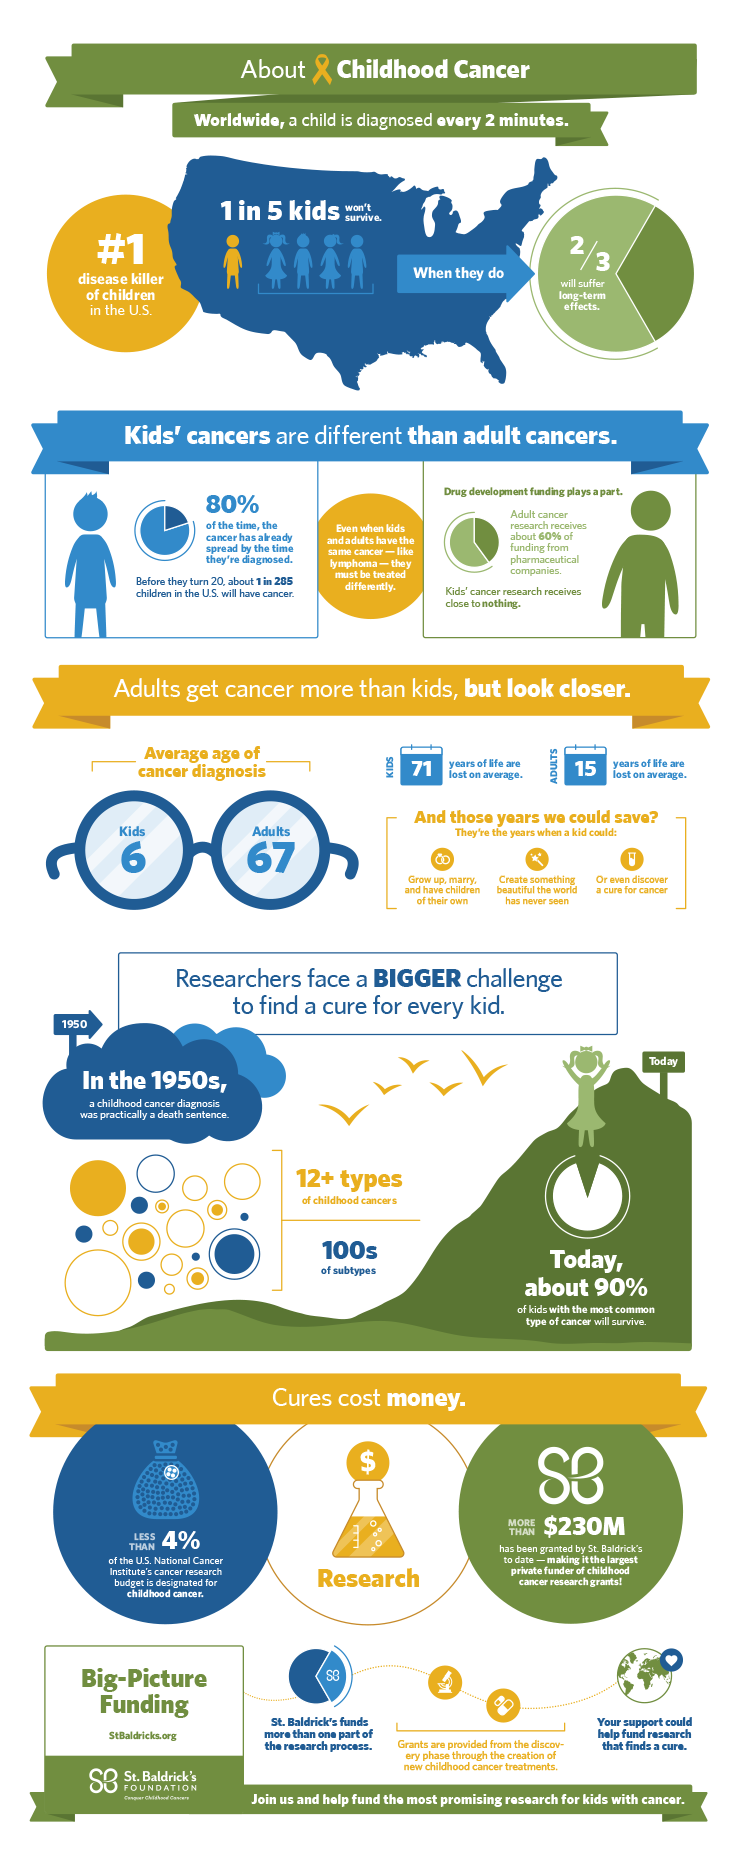 About Childhood Cancer
Worldwide, a child is diagnosed every 2 minutes.
#1
disease killer
of children
in the U.S.
1 in 5 kids won't
survive.
When they do
2/3
will suffer
long-term
effects.
Kids' cancers are different than adult cancers.
80%
of the time, the
cancer has already
spread by the time
they're diagnosed.
Before they turn 20, about 1 in 285
children in the U.S. will have cancer.
Even when kids
and adults have the
same cancer — like
lymphoma — they
must be treated
differently.
Drug development funding plays a part.
Adult cancer
research receives
about 60% of
funding from
pharmaceutical
companies.
Kids' cancer research receives
close to nothing.
Adults get cancer more than kids, but look closer.
Average age of
cancer diagnosis
Kids
6
Adults
67
KIDS
71
years of life are
lost on average.
ADULTS
15
years of life are
lost on average.
And those years we could save?
They're the years when a kid could:
Grow up, marry,
and have children
of their own
Create something
beautiful the world
has never seen
Or even discover
a cure for cancer
Researchers face a BIGGER challenge
to find a cure for every kid.
1950
In the 1950s,
a childhood cancer diagnosis
was practically a death sentence.
Today
12+ types
of childhood cancers
100s
of subtypes
Today,
about 90%
of kids with the most common
type of cancer will survive.
Cures cost money.
LESS
THAN 4%
of the U.S. National Cancer
Institute's cancer research
budget is designated for
childhood cancer.
$
Research
SB
MORE
THAN $230M
has been granted by St. Baldrick's
to date — making it the largest
private funder of childhood
cancer research grants!
Big-Picture
Funding
StBaldricks.org
SB
St. Baldrick's
FOUNDATION
Conquer Childhood Cancers
SB
St. Baldrick's funds
more than one part of
the research process.
Grants are provided from the discov-
ery phase through the creation of
new childhood cancer treatments.
Your support could
help fund research
that finds a cure.
Join us and help fund the most promising research for kids with cancer.